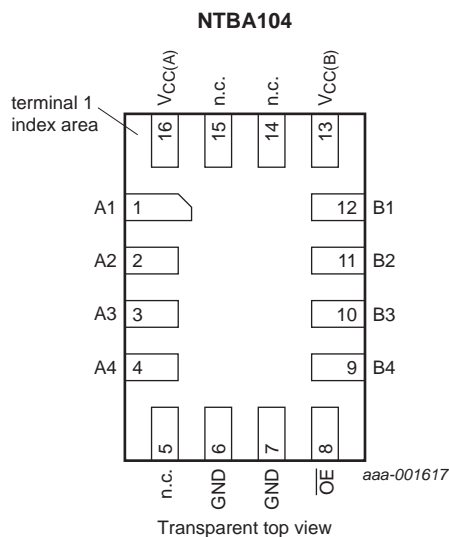 NTBA104
VCC(A) n.c. n.c. VCC(B)
terminal 1
index area
16 15 14 13
A1 1 12 B1
A2 2 11 B2
A3 3 10 B3
A4 4 9 B4
5 6 7 8
n.c. GND GND O̅E̅ aaa-001617
Transparent top view